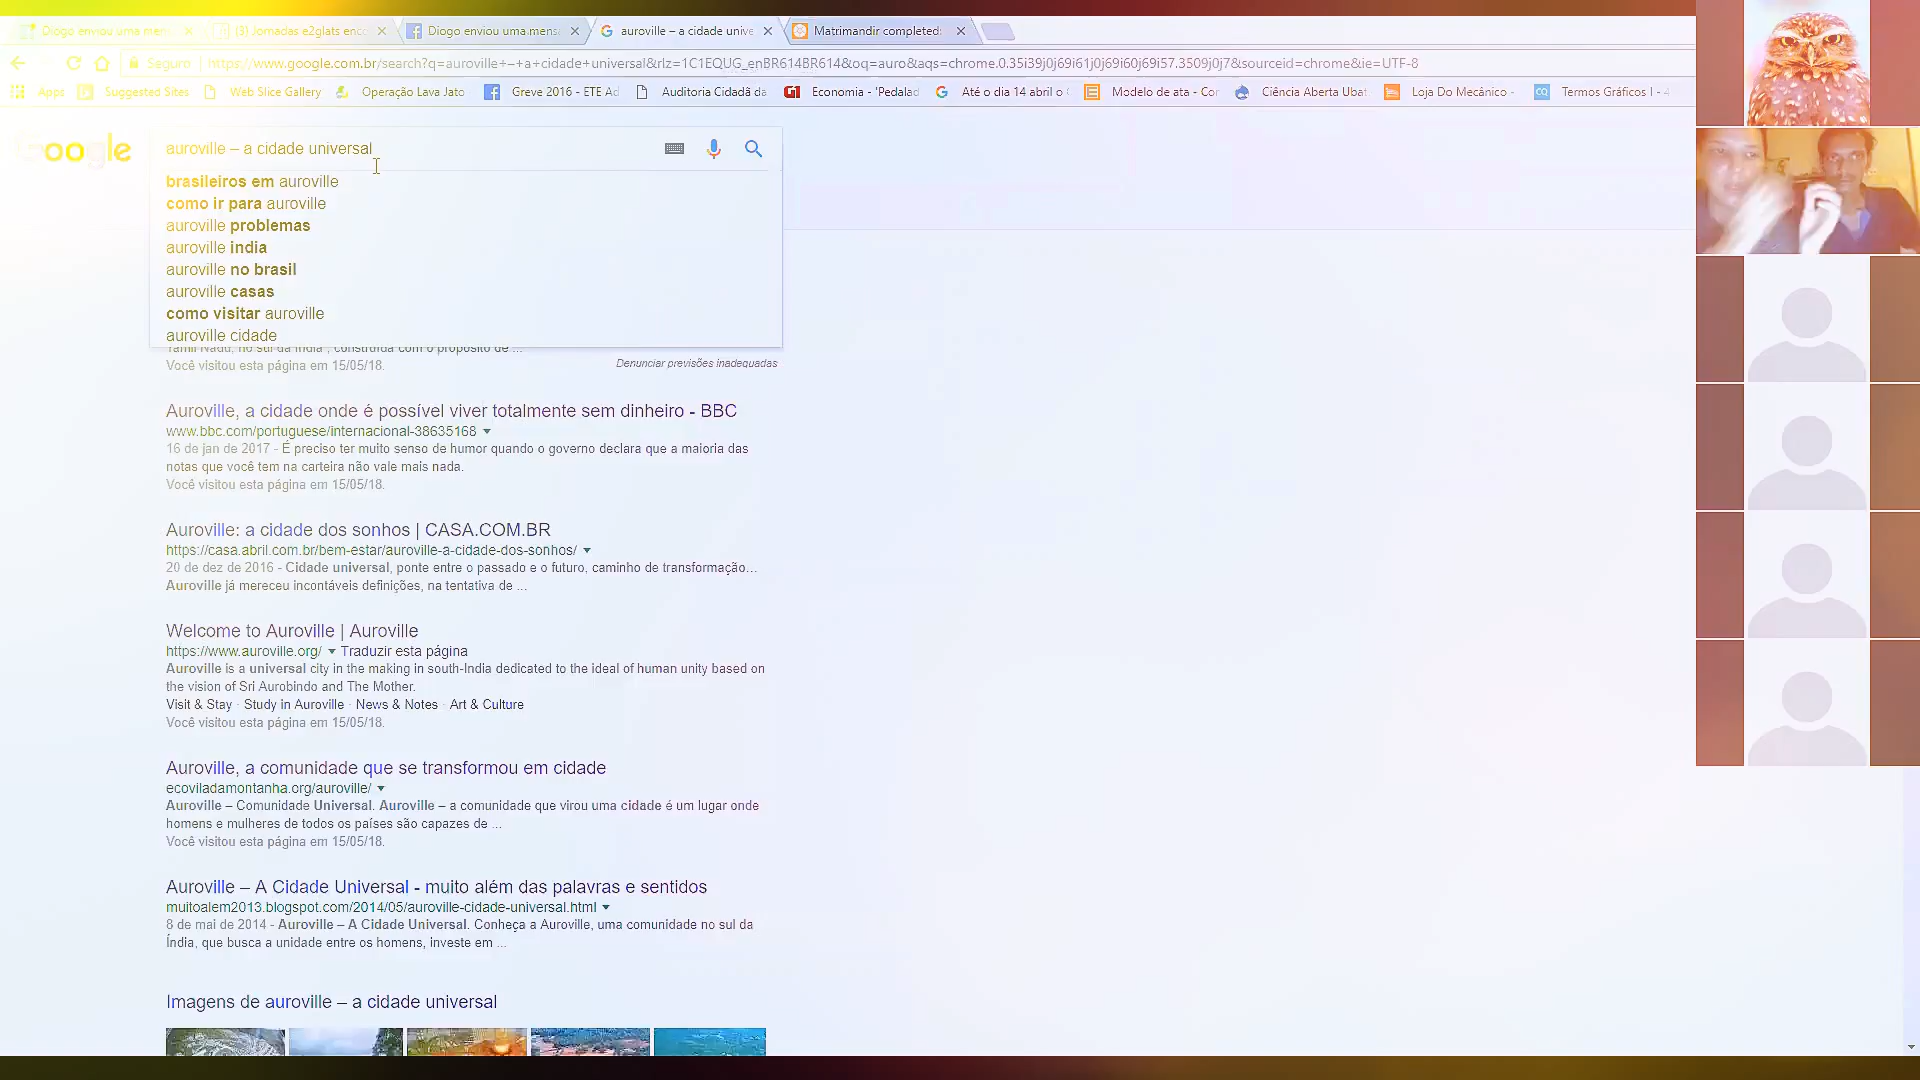 Diogo enviou uma mens
(3) Jornadas e2glats enco
Diogo enviou uma mensa
auroville – a cidade unive
Matrimandir completed:
Seguro
https://www.google.com.br/search?q=auroville+–+a+cidade+universal&rlz=1C1EQUG_enBR614BR614&oq=auro&aqs=chrome.0.35i39j0j69i61j0j69i60j69i57.3509j0j7&sourceid=chrome&ie=UTF-8
Apps
Suggested Sites
Web Slice Gallery
Operação Lava Jato
Greve 2016 - ETE Ad
Auditoria Cidadã da
Economia - 'Pedalad
Até o dia 14 abril o
Modelo de ata - Cor
Ciência Aberta Ubat
Loja Do Mecânico -
Termos Gráficos I - 4
Google
auroville – a cidade universal
brasileiros em auroville
como ir para auroville
auroville problemas
auroville india
auroville no brasil
auroville casas
como visitar auroville
auroville cidade
Tamil Nadu, no sul da Índia , construída com o propósito de ...
Você visitou esta página em 15/05/18.
Denunciar previsões inadequadas
Auroville, a cidade onde é possível viver totalmente sem dinheiro - BBC
www.bbc.com/portuguese/internacional-38635168
16 de jan de 2017 - É preciso ter muito senso de humor quando o governo declara que a maioria das
notas que você tem na carteira não vale mais nada.
Você visitou esta página em 15/05/18.
Auroville: a cidade dos sonhos | CASA.COM.BR
https://casa.abril.com.br/bem-estar/auroville-a-cidade-dos-sonhos/
20 de dez de 2016 - Cidade universal, ponte entre o passado e o futuro, caminho de transformação...
Auroville já mereceu incontáveis definições, na tentativa de ...
Welcome to Auroville | Auroville
https://www.auroville.org/ Traduzir esta página
Auroville is a universal city in the making in south-India dedicated to the ideal of human unity based on
the vision of Sri Aurobindo and The Mother.
Visit & Stay · Study in Auroville · News & Notes · Art & Culture
Você visitou esta página em 15/05/18.
Auroville, a comunidade que se transformou em cidade
ecoviladamontanha.org/auroville/
Auroville – Comunidade Universal. Auroville – a comunidade que virou uma cidade é um lugar onde
homens e mulheres de todos os países são capazes de ...
Você visitou esta página em 15/05/18.
Auroville – A Cidade Universal - muito além das palavras e sentidos
muitoalem2013.blogspot.com/2014/05/auroville-cidade-universal.html
8 de mai de 2014 - Auroville – A Cidade Universal. Conheça a Auroville, uma comunidade no sul da
Índia, que busca a unidade entre os homens, investe em ...
Imagens de auroville – a cidade universal